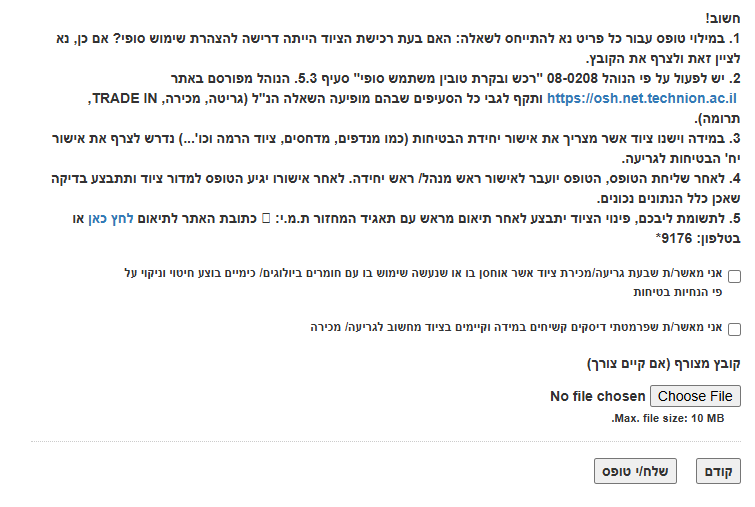 חשוב!
1. במילוי טופס עבור כל פריט נא להתייחס לשאלה: האם בעת רכישת הציוד הייתה דרישה להצהרת שימוש סופי? אם כן, נא
לציין זאת ולצרף את הקובץ.
2. יש לפעול על פי הנוהל 08-0208 "רכש ובקרת טובין משתמש סופי" סעיף 5.3. הנוהל מפורסם באתר
https://osh.net.technion.ac.il ותקף לגבי כל הסעיפים שבהם מופיעה השאלה הנ"ל (גריטה, מכירה, TRADE IN,
תרומה).
3. במידה וישנו ציוד אשר מצריך את אישור יחידת הבטיחות (כמו מנדפים, מדחסים, ציוד הרמה וכו'...) נדרש לצרף את אישור
יח' הבטיחות לגריעה.
4. לאחר שליחת הטופס, הטופס יועבר לאישור ראש מנהל/ ראש יחידה. לאחר אישורו יגיע הטופס למדור ציוד ותתבצע בדיקה
שאכן כלל הנתונים נכונים.
5. לתשומת ליבכם, פינוי הציוד יתבצע לאחר תיאום מראש עם תאגיד המחזור ת.מ.י: כתובת האתר לתיאום לחץ כאן או
בטלפון: 9176*
אני מאשר/ת שבעת גריעה/מכירת ציוד אשר אוחסן בו או שנעשה שימוש בו עם חומרים ביולוגים/ כימיים בוצע חיטוי וניקוי על
פי הנחיות בטיחות
אני מאשר/ת שפרמטתי דיסקים קשיחים במידה וקיימים בציוד מחשוב לגריעה/ מכירה
קובץ מצורף (אם קיים צורך)
Choose File No file chosen
Max. file size: 10 MB.
קודם שלח/י טופס